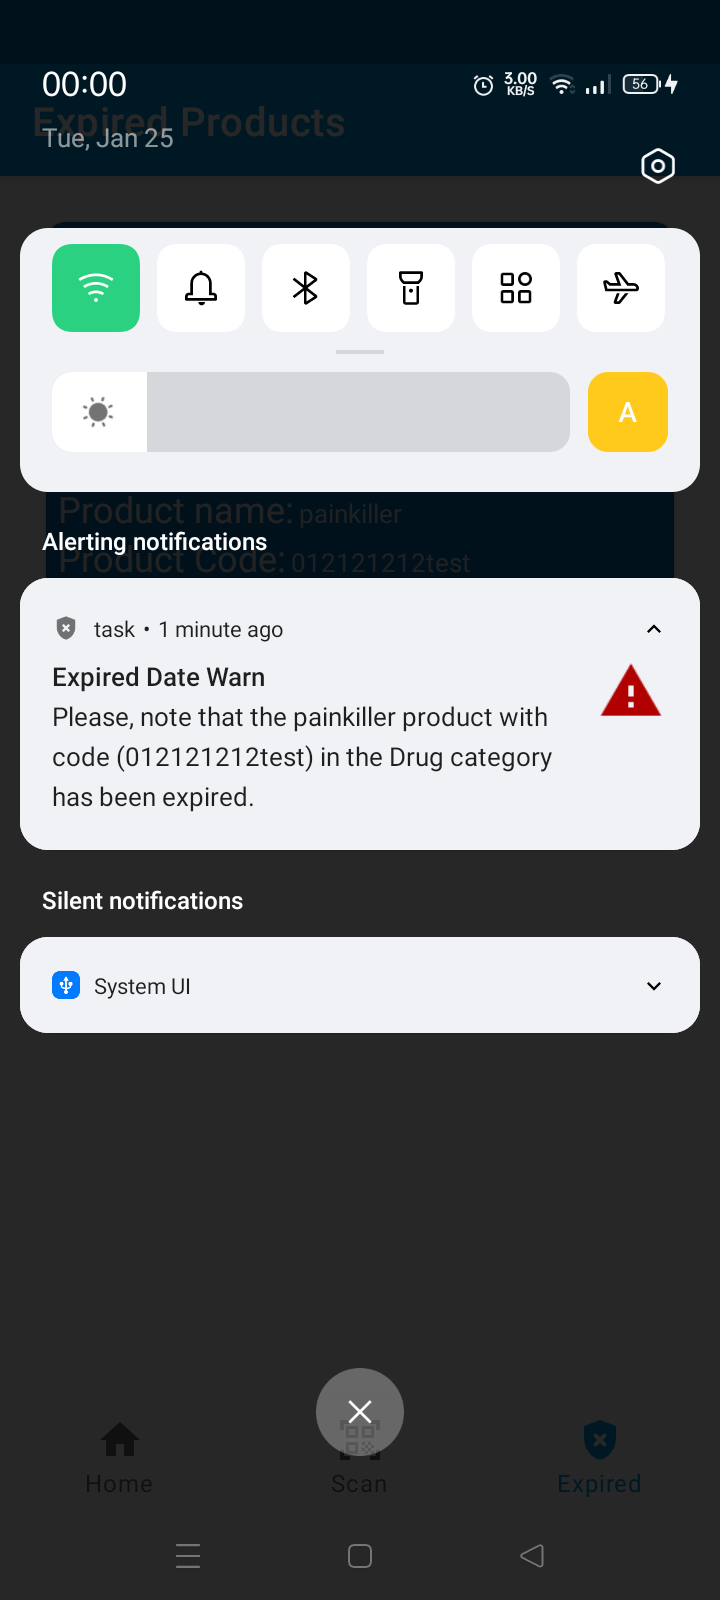 00:00
3.00
KB/S
56
Expired Products
Tue, Jan 25
A
Product name: painkiller
Alerting notifications
Product Code: 012121212test
task • 1 minute ago
Expired Date Warn
Please, note that the painkiller product with
code (012121212test) in the Drug category
has been expired.
Silent notifications
System UI
Home
Scan
Expired